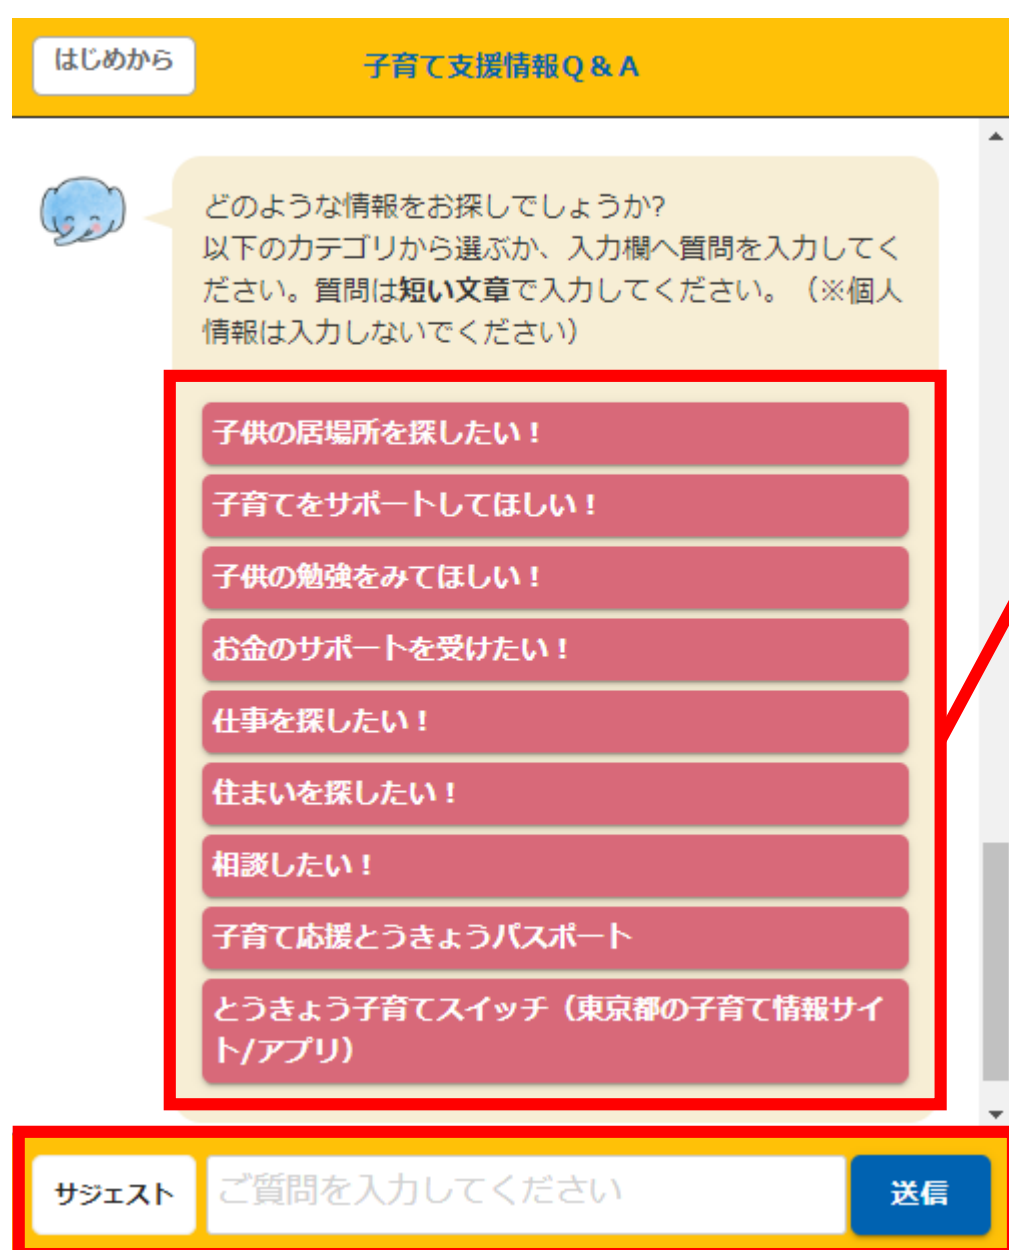 はじめから
子育て支援情報Q&A
どのような情報をお探しでしょうか?
以下のカテゴリから選ぶか、入力欄へ質問を入力してく
ださい。質問は短い文章で入力してください。（※個人
情報は入力しないでください）
子供の居場所を探したい！
子育てをサポートしてほしい！
子供の勉強をみてほしい！
お金のサポートを受けたい！
仕事を探したい！
住まいを探したい！
相談したい！
子育て応援とうきょうパスポート
とうきょう子育てスイッチ（東京都の子育て情報サイ
ト/アプリ）
サジェスト
ご質問を入力してください
送信